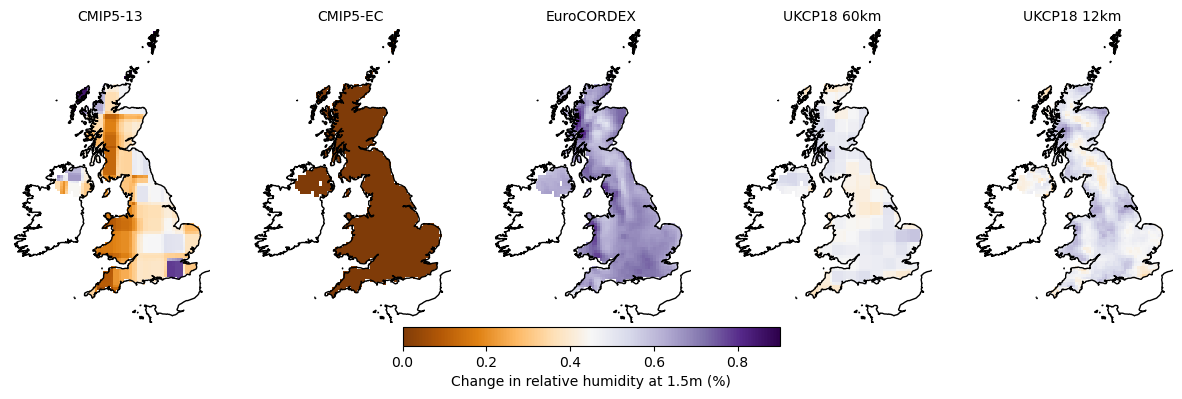 CMIP5-13 CMIP5-EC EuroCORDEX UKCP18 60km UKCP18 12km
0.0 0.2 0.4 0.6 0.8
Change in relative humidity at 1.5m (%)